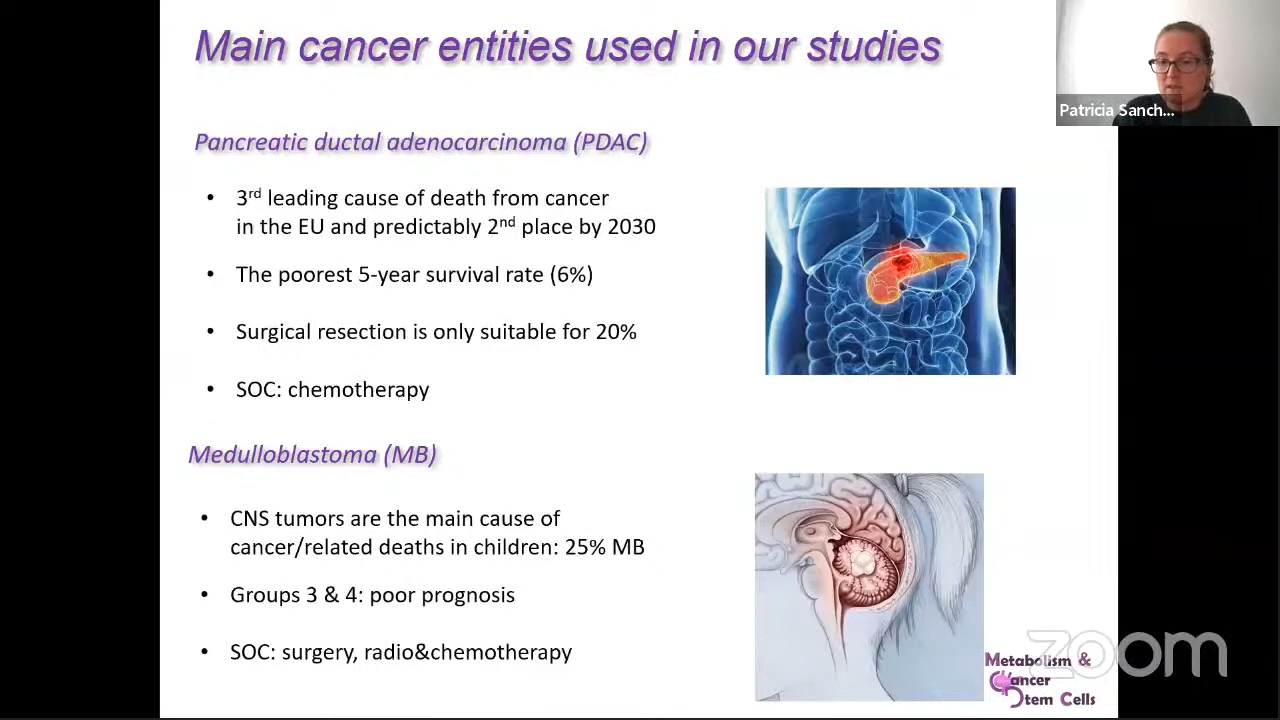 Main cancer entities used in our studies
Patricia Sanch...
Pancreatic ductal adenocarcinoma (PDAC)
• 3rd leading cause of death from cancer
in the EU and predictably 2nd place by 2030
• The poorest 5-year survival rate (6%)
• Surgical resection is only suitable for 20%
• SOC: chemotherapy
Medulloblastoma (MB)
• CNS tumors are the main cause of
cancer/related deaths in children: 25% MB
• Groups 3 & 4: poor prognosis
• SOC: surgery, radio&chemotherapy
zoom
Metabolism &
Cancer
Stem Cells